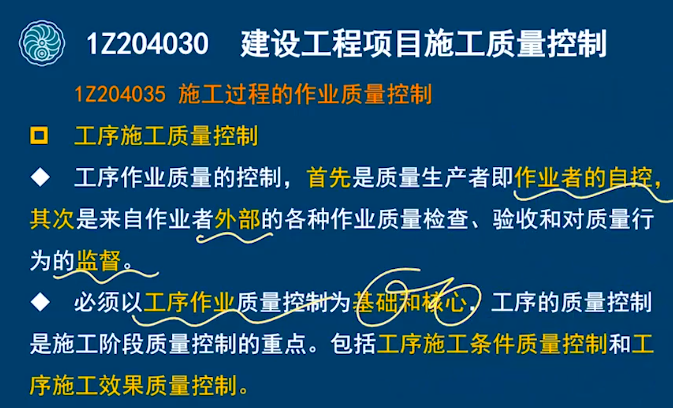 1Z204030 建设工程项目施工质量控制
1Z204035 施工过程的作业质量控制
工序施工质量控制
◆ 工序作业质量的控制，首先是质量生产者即作业者的自控，
其次是来自作业者外部的各种作业质量检查、验收和对质量行
为的监督。
◆ 必须以工序作业质量控制为基础和核心，工序的质量控制
是施工阶段质量控制的重点。包括工序施工条件质量控制和工
序施工效果质量控制。